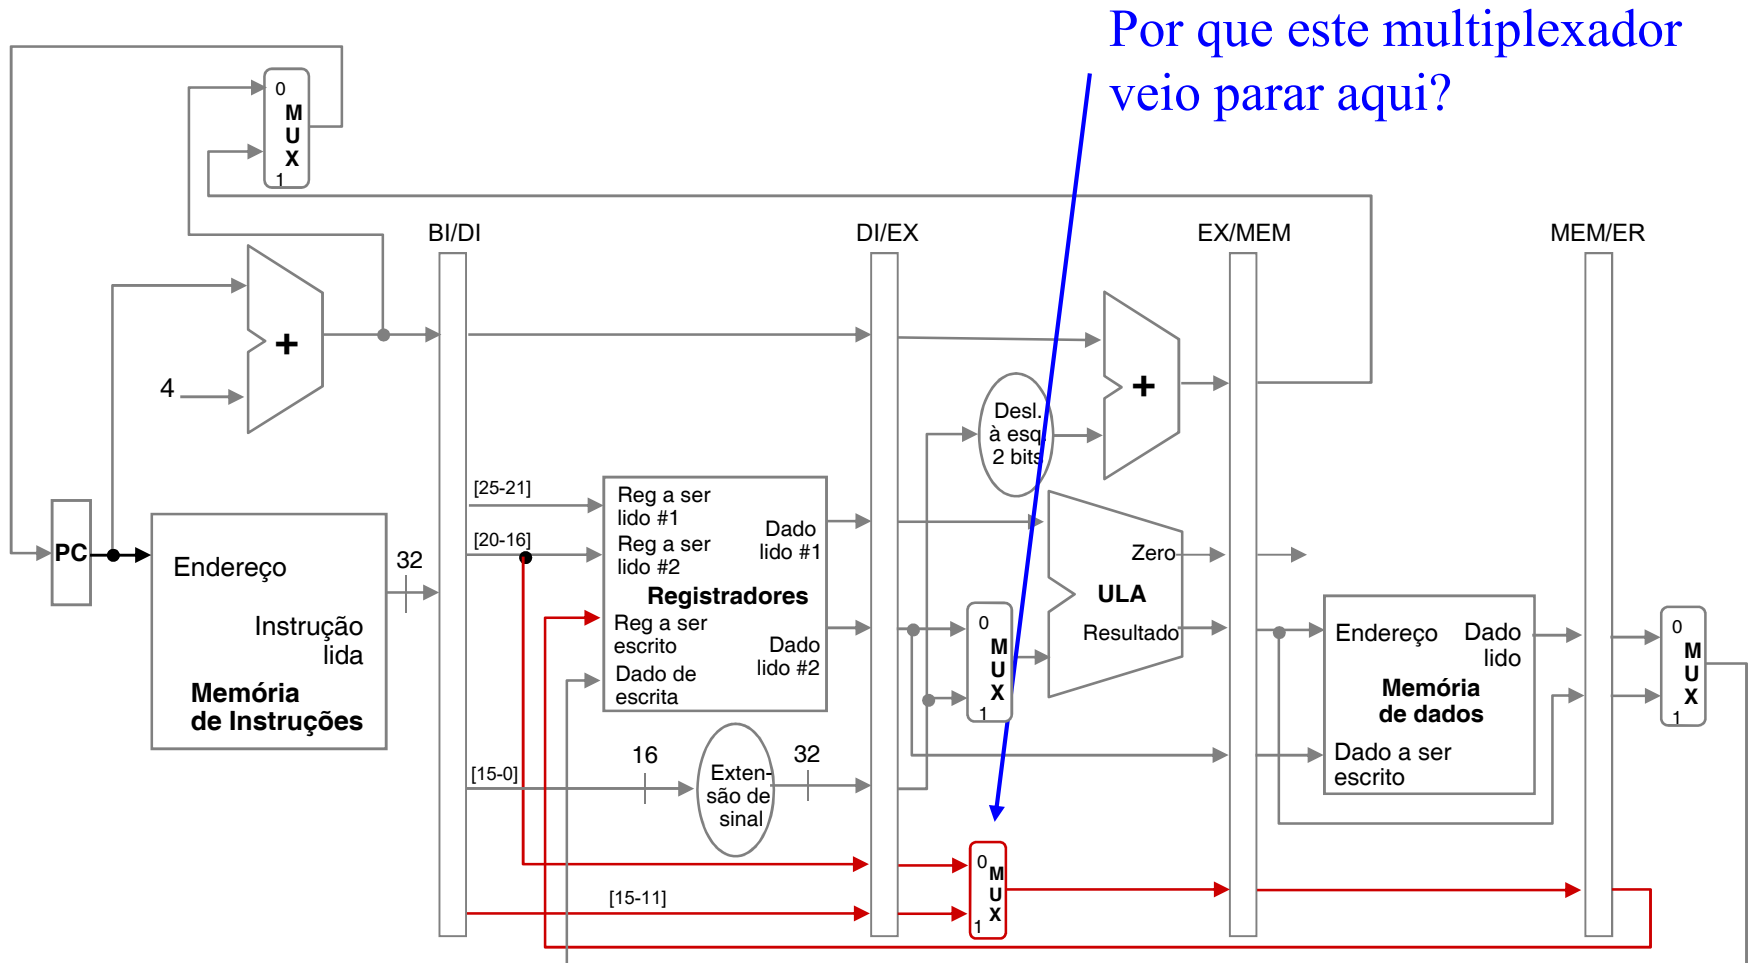 Por que este multiplexador
veio parar aqui?
0
M
U
X
1
BI/DI
DI/EX
EX/MEM
MEM/ER
+
4
+
Desl.
à esq.
2 bits
PC
Endereço
Instrução
lida
Memória
de Instruções
32
[25-21]
[20-16]
[15-0]
[15-11]
Reg a ser
lido #1
Reg a ser
lido #2
Registradores
Reg a ser
escrito
Dado de
escrita
Dado
lido #1
Dado
lido #2
16
Exten-
são de
sinal
32
0
M
U
X
1
Zero
ULA
Resultado
0
M
U
X
1
Endereço
Dado
lido
Memória
de dados
Dado a ser
escrito
0
M
U
X
1